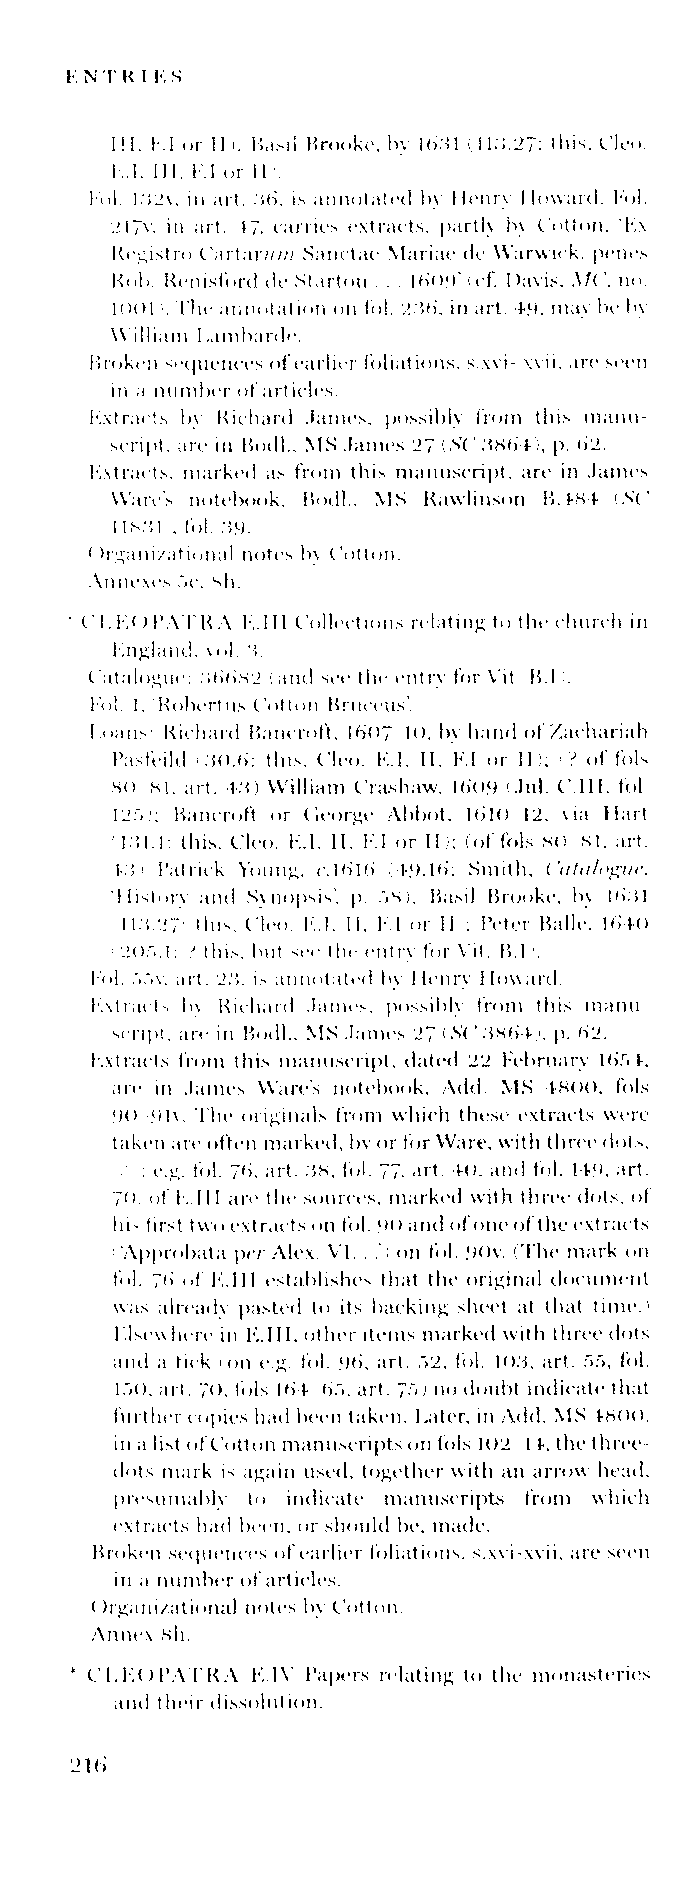 ENTRIES
III, F.I or II). Basil Brooke, by 1631 (113.27: this, Cleo.
E.I, III, F.I or II).
Fol. 132v, in art. 36, is annotated by Henry Howard. Fol.
217v, in art. 47, carries extracts, partly by Cotton, 'Ex
Registro Cartarum Sanctae Mariae de Warwick, penes
Rob. Renisford de Starton . . . 1609' (cf. Davis, MC, no.
1001). The annotation on fol. 236, in art. 49, may be by
William Lambarde.
Broken sequences of earlier foliations, s.xvi-xvii, are seen
in a number of articles.
Extracts by Richard James, possibly from this manu-
script, are in Bodl., MS James 27 (SC 3864), p. 62.
Extracts, marked as from this manuscript, are in James
Ware's notebook, Bodl., MS Rawlinson B.484 (SC
11831), fol. 39.
Organizational notes by Cotton.
Annexes 5e, 8h.
* CLEOPATRA E.III Collections relating to the church in
England, vol. 3.
Catalogue: 36682 (and see the entry for Vit. B.I).
Fol. 1, 'Robertus Cotton Bruceus'.
Loans: Richard Bancroft, 1607-10, by hand of Zachariah
Pasfeild (30.6: this, Cleo. E.I, II, F.I or II); (? of fols
80-81, art. 43) William Crashaw, 1609 (Jul. C.III, fol.
125); Bancroft or George Abbot, 1610-12, via Hart
(131.1: this, Cleo. E.I, II, F.I or II); (of fols 80-81, art.
43) Patrick Young, c.1616 (49.16; Smith, Catalogue,
'History and Synopsis', p. 58). Basil Brooke, by 1631
(113.27: this, Cleo. E.I, II, F.I or II); Peter Balle, 1640
(205.1: ? this, but see the entry for Vit. B.I).
Fol. 55v, art. 23, is annotated by Henry Howard.
Extracts by Richard James, possibly from this manu-
script, are in Bodl., MS James 27 (SC 3864), p. 62.
Extracts from this manuscript, dated 22 February 1654,
are in James Ware's notebook, Add. MS 4800, fols
90-91v. The originals from which these extracts were
taken are often marked, by or for Ware, with three dots,
: e.g. fol. 76, art. 38, fol. 77, art. 40, and fol. 149, art.
70, of E.III are the sources, marked with three dots, of
his first two extracts on fol. 90 and of one of the extracts
('Approbata per Alex. VI. . .') on fol. 90v. (The mark on
fol. 76 of E.III establishes that the original document
was already pasted to its backing sheet at that time.)
Elsewhere in E.III, other items marked with three dots
and a tick (on e.g. fol. 96, art. 52, fol. 103, art. 55, fol.
150, art. 70, fols 164-65, art. 75) no doubt indicate that
further copies had been taken. Later, in Add. MS 4800,
in a list of Cotton manuscripts on fols 102-14, the three-
dots mark is again used, together with an arrow head,
presumably to indicate manuscripts from which
extracts had been, or should be, made.
Broken sequences of earlier foliations, s.xvi-xvii, are seen
in a number of articles.
Organizational notes by Cotton.
Annex 8h.
* CLEOPATRA E.IV Papers relating to the monasteries
and their dissolution.
216